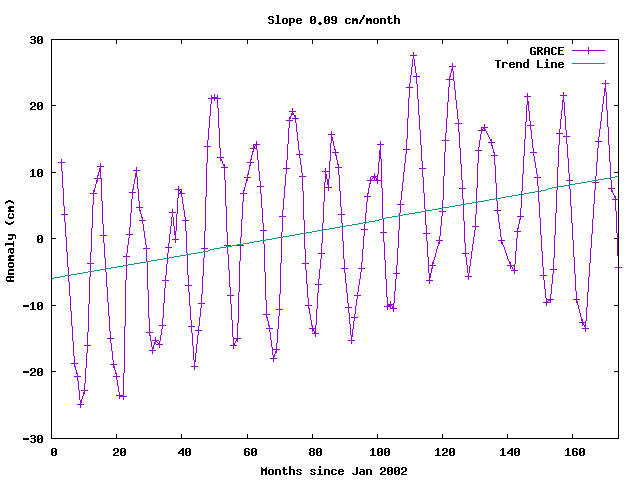 Slope 0.09 cm/month
GRACE
Trend Line
30
20
10
0
-10
-20
-30
Anomaly (cm)
0 20 40 60 80 100 120 140 160
Months since Jan 2002